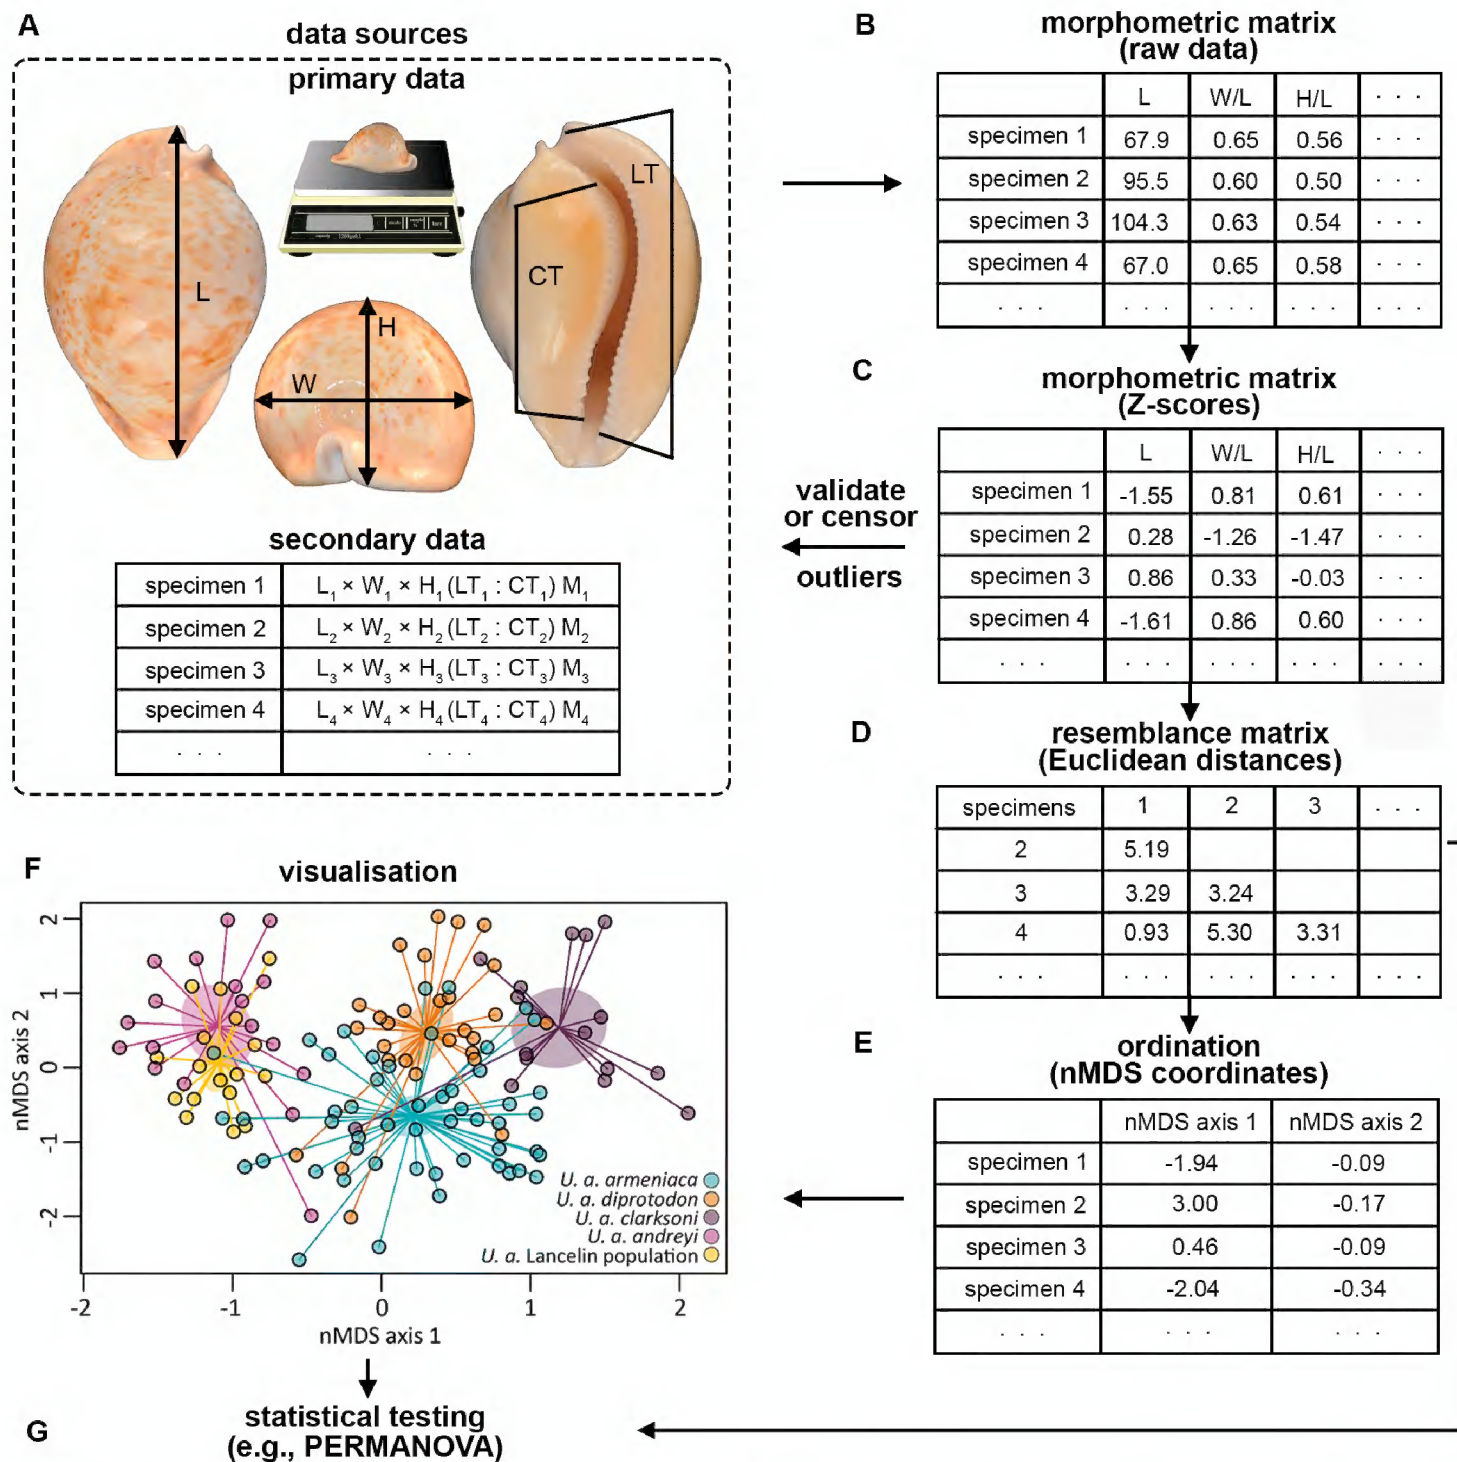 A
data sources
primary data
L
LT
CT
H
W
secondary data
specimen 1 L1 × W1 × H1 (LT1 : CT1) M1
specimen 2 L2 × W2 × H2 (LT2 : CT2) M2
specimen 3 L3 × W3 × H3 (LT3 : CT3) M3
specimen 4 L4 × W4 × H4 (LT4 : CT4) M4
. . . . . .
B
morphometric matrix
(raw data)
L W/L H/L . . .
specimen 1 67.9 0.65 0.56 . . .
specimen 2 95.5 0.60 0.50 . . .
specimen 3 104.3 0.63 0.54 . . .
specimen 4 67.0 0.65 0.58 . . .
. . . . . . . . . . . . . . .
C
morphometric matrix
(Z-scores)
L W/L H/L . . .
specimen 1 -1.55 0.81 0.61 . . .
specimen 2 0.28 -1.26 -1.47 . . .
specimen 3 0.86 0.33 -0.03 . . .
specimen 4 -1.61 0.86 0.60 . . .
. . . . . . . . . . . . . . .
validate
or censor
outliers
D
resemblance matrix
(Euclidean distances)
specimens 1 2 3 . . .
2 5.19
3 3.29 3.24
4 0.93 5.30 3.31
. . . . . . . . . . . . . . .
E
ordination
(nMDS coordinates)
nMDS axis 1 nMDS axis 2
specimen 1 -1.94 -0.09
specimen 2 3.00 -0.17
specimen 3 0.46 -0.09
specimen 4 -2.04 -0.34
. . . . . . . . .
F
visualisation
nMDS axis 2
2
1
0
-1
-2
U. a. armeniaca
U. a. diprotodon
U. a. clarksoni
U. a. andreyi
U. a. Lancelin population
-2 -1 0 1 2
nMDS axis 1
G
statistical testing
(e.g., PERMANOVA)